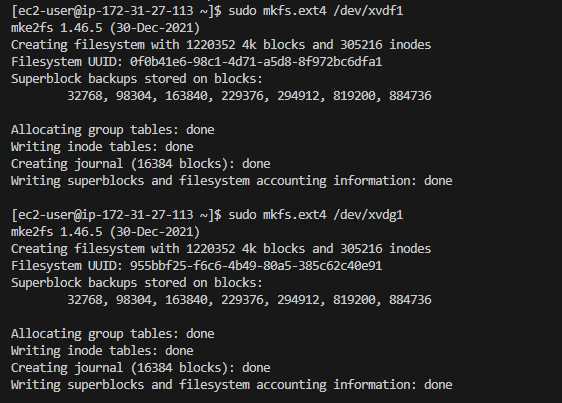 [ec2-user@ip-172-31-27-113 ~]$ sudo mkfs.ext4 /dev/xvdf1
mke2fs 1.46.5 (30-Dec-2021)
Creating filesystem with 1220352 4k blocks and 305216 inodes
Filesystem UUID: 0f0b41e6-98c1-4d71-a5d8-8f972bc6dfa1
Superblock backups stored on blocks:
        32768, 98304, 163840, 229376, 294912, 819200, 884736

Allocating group tables: done
Writing inode tables: done
Creating journal (16384 blocks): done
Writing superblocks and filesystem accounting information: done

[ec2-user@ip-172-31-27-113 ~]$ sudo mkfs.ext4 /dev/xvdg1
mke2fs 1.46.5 (30-Dec-2021)
Creating filesystem with 1220352 4k blocks and 305216 inodes
Filesystem UUID: 955bbf25-f6c6-4b49-80a5-385c62c40e91
Superblock backups stored on blocks:
        32768, 98304, 163840, 229376, 294912, 819200, 884736

Allocating group tables: done
Writing inode tables: done
Creating journal (16384 blocks): done
Writing superblocks and filesystem accounting information: done